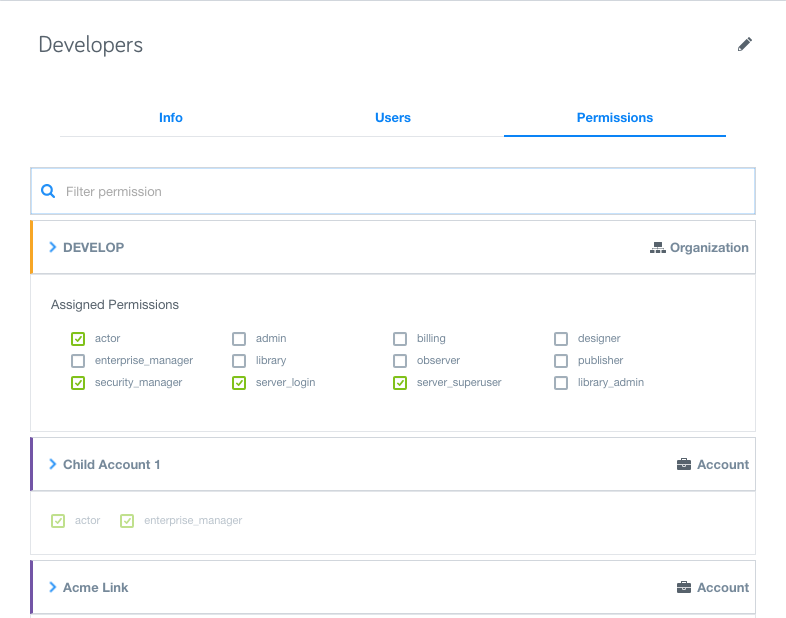 Developers
Info Users Permissions
Filter permission
DEVELOP Organization
Assigned Permissions
actor admin billing designer
enterprise_manager library observer publisher
security_manager server_login server_superuser library_admin
Child Account 1 Account
actor enterprise_manager
Acme Link Account